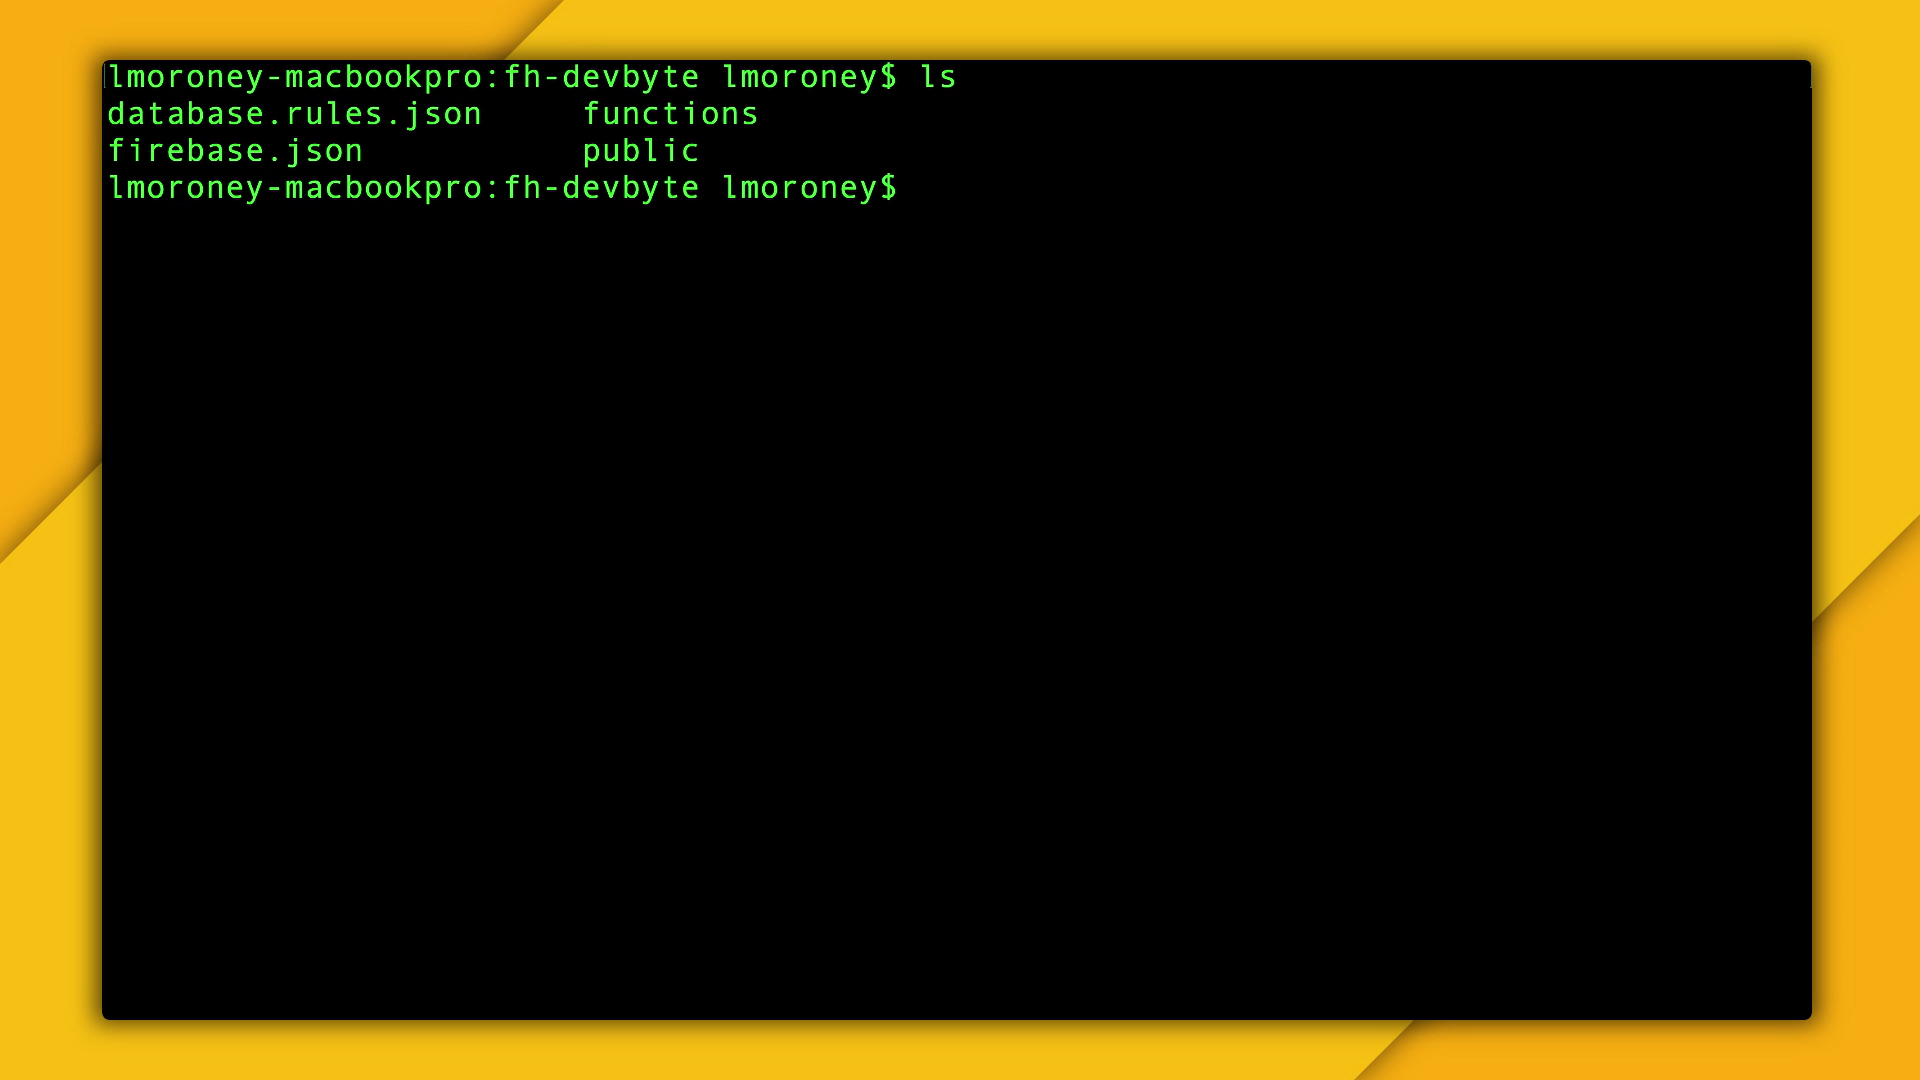 lmoroney-macbookpro:fh-devbyte lmoroney$ ls
database.rules.json     functions
firebase.json           public
lmoroney-macbookpro:fh-devbyte lmoroney$